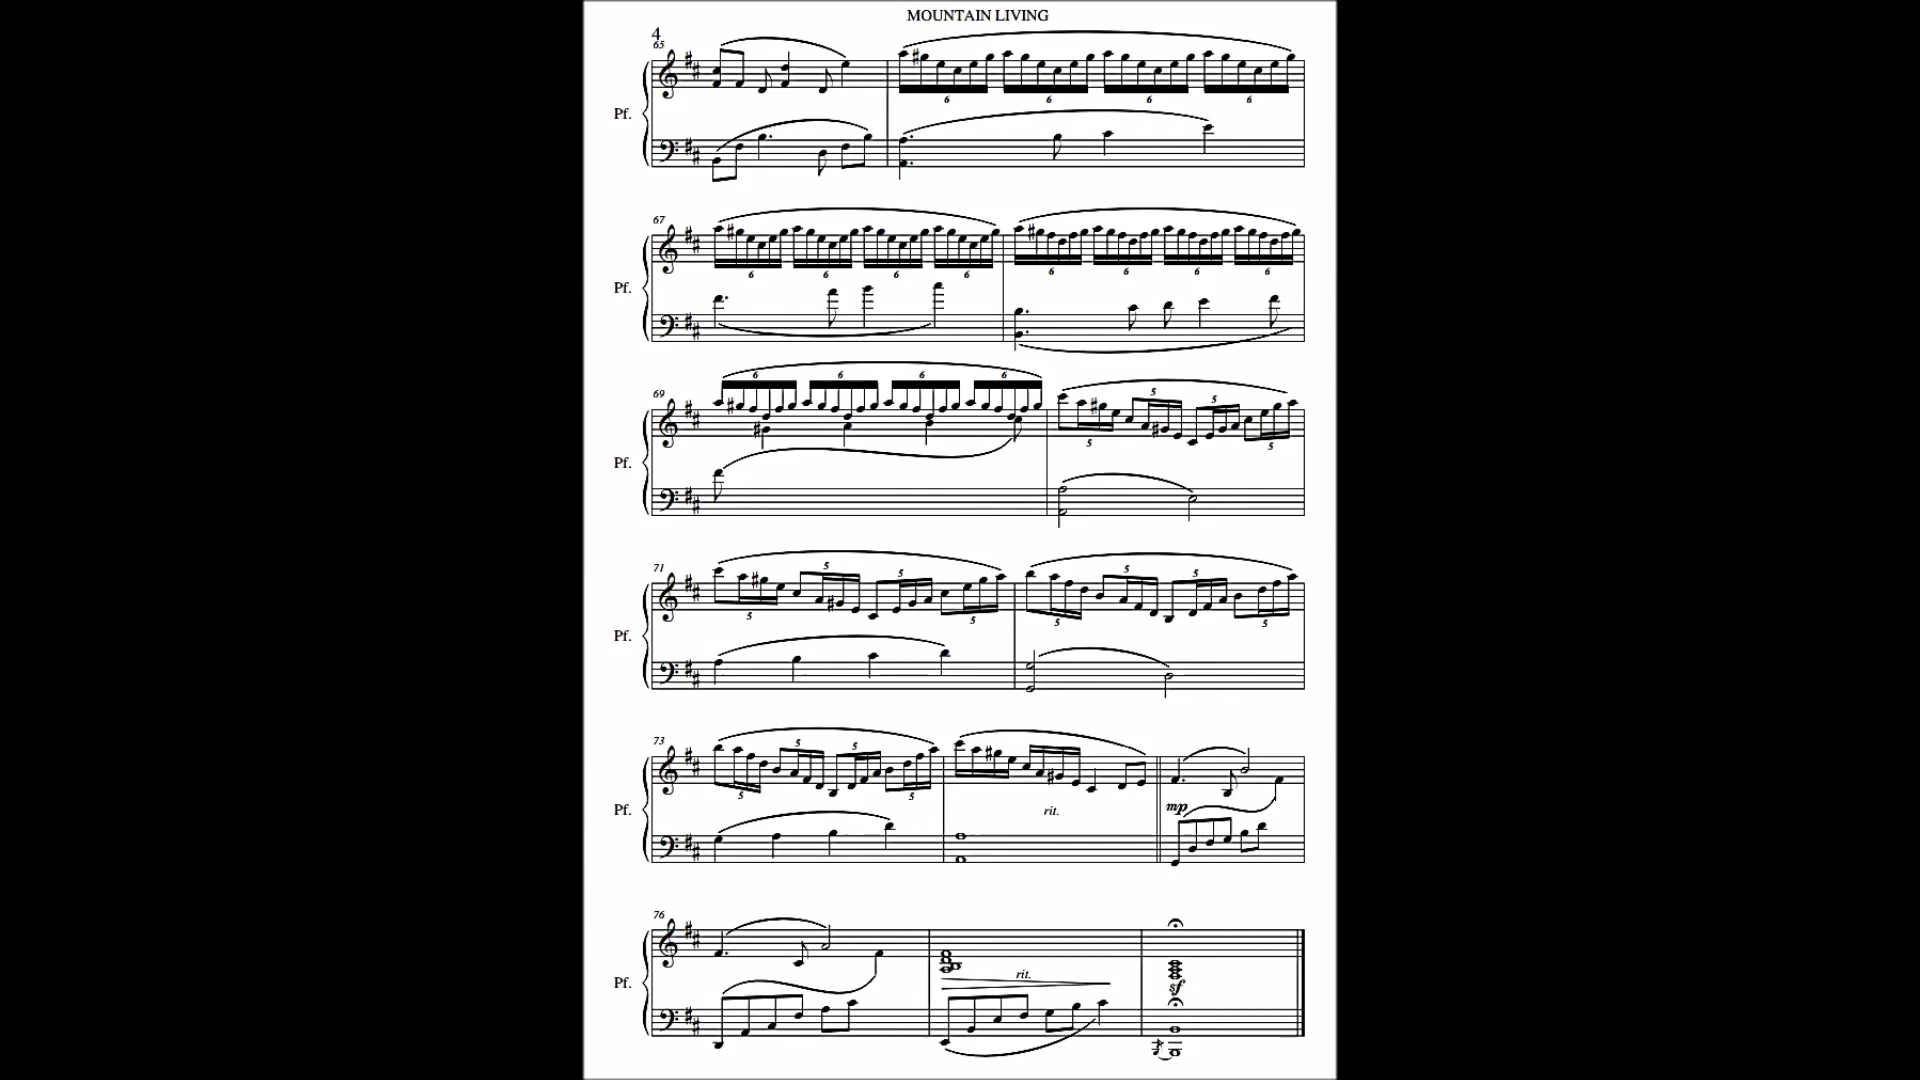 MOUNTAIN LIVING
4
65
6 6 6 6
Pf.
67
6 6 6 6 6 6 6 6
Pf.
6 6 6 6
69
5 5
5 5
Pf.
71
5 5 5 5
5 5 5 5
Pf.
73
5 5
5 5
rit.
mp
Pf.
76
rit.
sf
Pf.